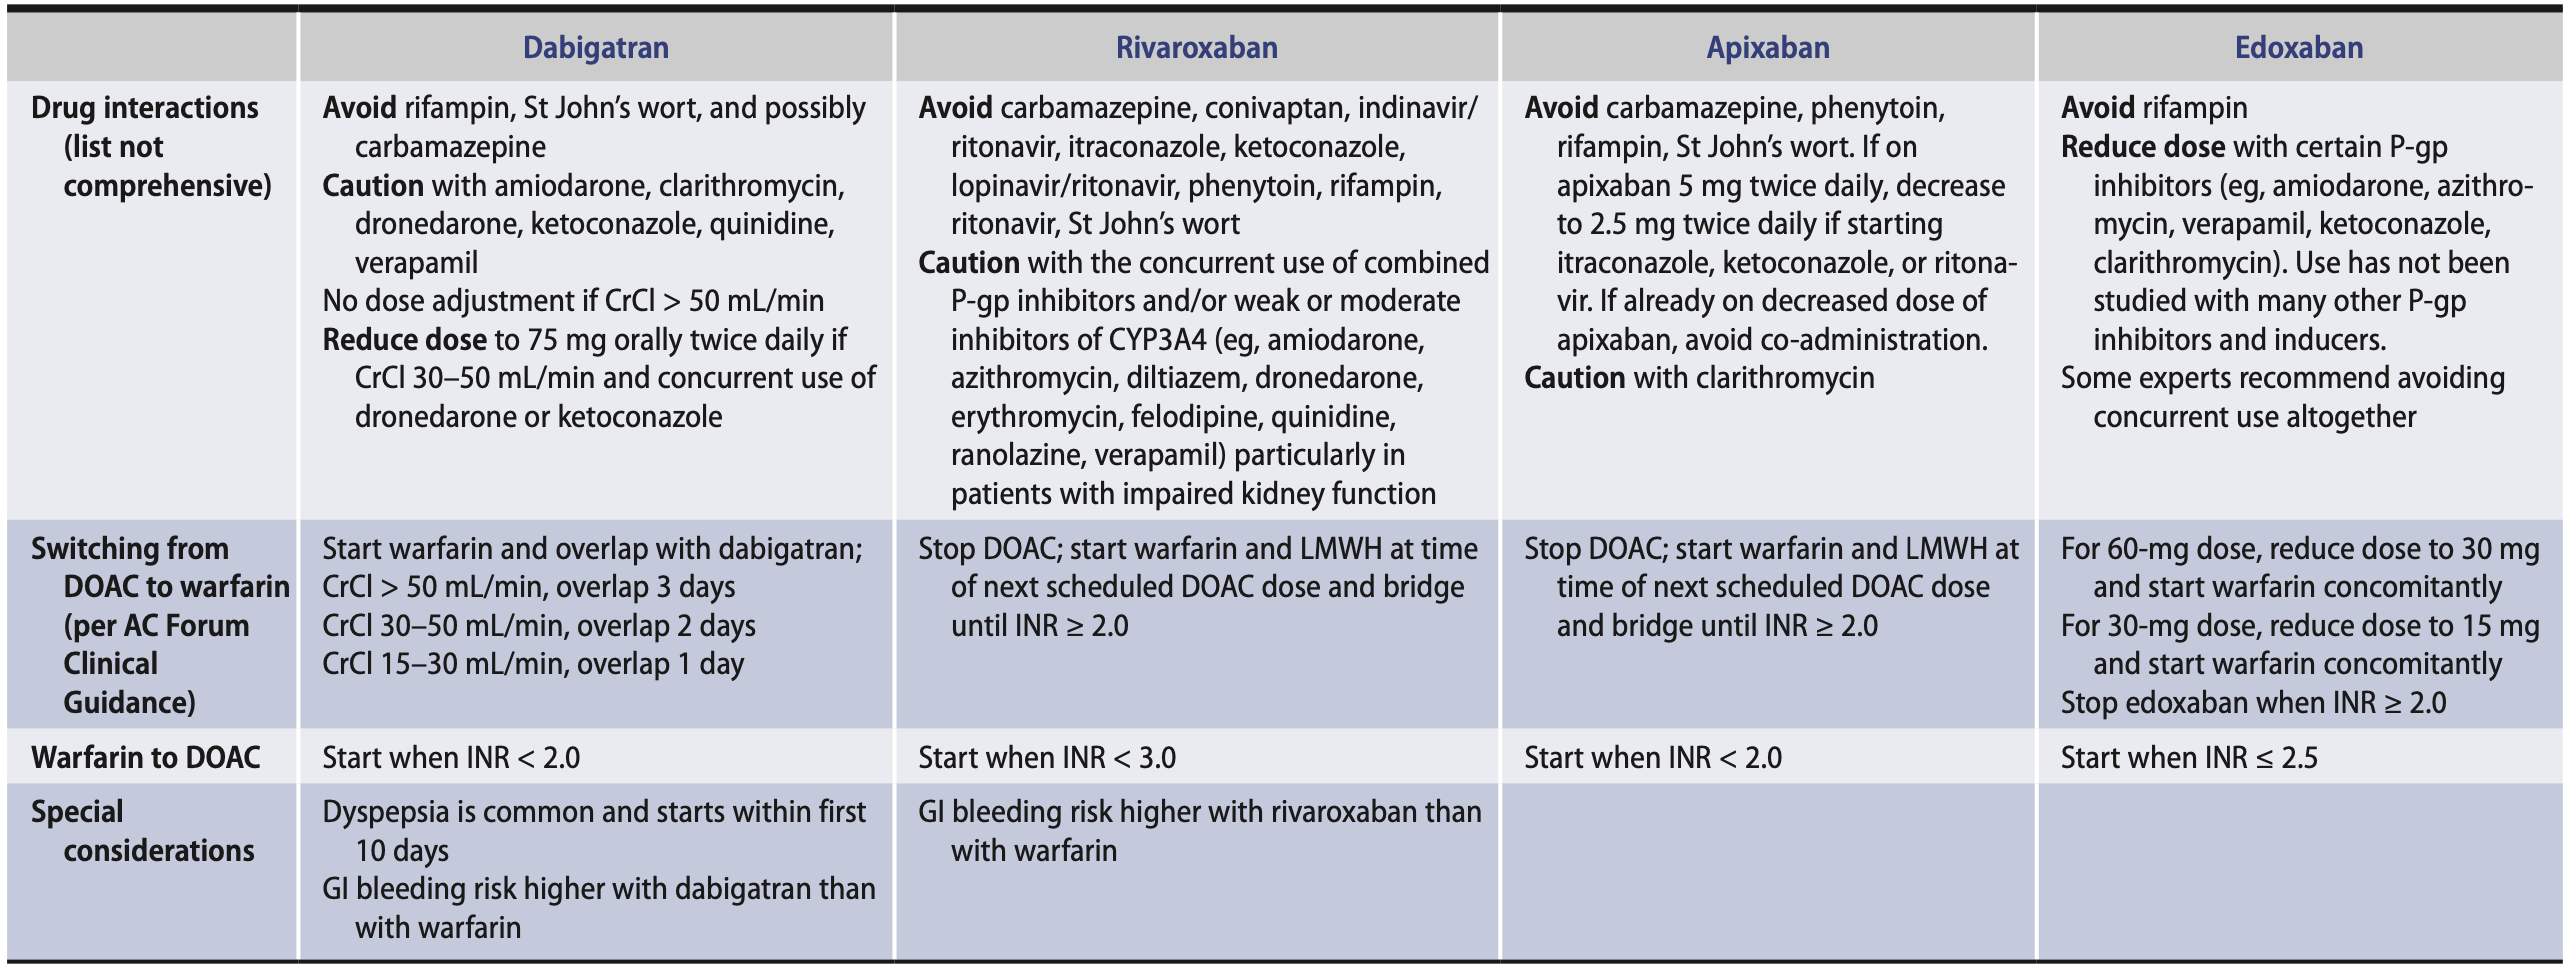 Dabigatran
Rivaroxaban
Apixaban
Edoxaban
Drug interactions
(list not
comprehensive)
Avoid rifampin, St John’s wort, and possibly
carbamazepine
Caution with amiodarone, clarithromycin,
dronedarone, ketoconazole, quinidine,
verapamil
No dose adjustment if CrCl > 50 mL/min
Reduce dose to 75 mg orally twice daily if
CrCl 30–50 mL/min and concurrent use of
dronedarone or ketoconazole
Avoid carbamazepine, conivaptan, indinavir/
ritonavir, itraconazole, ketoconazole,
lopinavir/ritonavir, phenytoin, rifampin,
ritonavir, St John’s wort
Caution with the concurrent use of combined
P-gp inhibitors and/or weak or moderate
inhibitors of CYP3A4 (eg, amiodarone,
azithromycin, diltiazem, dronedarone,
erythromycin, felodipine, quinidine,
ranolazine, verapamil) particularly in
patients with impaired kidney function
Avoid carbamazepine, phenytoin,
rifampin, St John’s wort. If on
apixaban 5 mg twice daily, decrease
to 2.5 mg twice daily if starting
itraconazole, ketoconazole, or ritona-
vir. If already on decreased dose of
apixaban, avoid co-administration.
Caution with clarithromycin
Avoid rifampin
Reduce dose with certain P-gp
inhibitors (eg, amiodarone, azithro-
mycin, verapamil, ketoconazole,
clarithromycin). Use has not been
studied with many other P-gp
inhibitors and inducers.
Some experts recommend avoiding
concurrent use altogether
Switching from
DOAC to warfarin
(per AC Forum
Clinical
Guidance)
Start warfarin and overlap with dabigatran;
CrCl > 50 mL/min, overlap 3 days
CrCl 30–50 mL/min, overlap 2 days
CrCl 15–30 mL/min, overlap 1 day
Stop DOAC; start warfarin and LMWH at time
of next scheduled DOAC dose and bridge
until INR ≥ 2.0
Stop DOAC; start warfarin and LMWH at
time of next scheduled DOAC dose
and bridge until INR ≥ 2.0
For 60-mg dose, reduce dose to 30 mg
and start warfarin concomitantly
For 30-mg dose, reduce dose to 15 mg
and start warfarin concomitantly
Stop edoxaban when INR ≥ 2.0
Warfarin to DOAC
Start when INR < 2.0
Start when INR < 3.0
Start when INR < 2.0
Start when INR ≤ 2.5
Special
considerations
Dyspepsia is common and starts within first
10 days
GI bleeding risk higher with dabigatran than
with warfarin
GI bleeding risk higher with rivaroxaban than
with warfarin